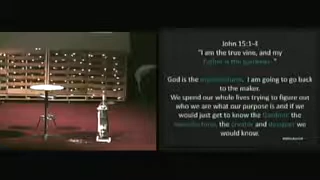 John 15:1-3
"I am the true vine, and my
Father is the gardener. "
God is the manufacturer. I am going to go back
to the maker.
We spend our whole lives trying to figure out
who we are what our purpose is and if we
would just get to know the Gardner the
manufacturer, the creator and designer we
would know.